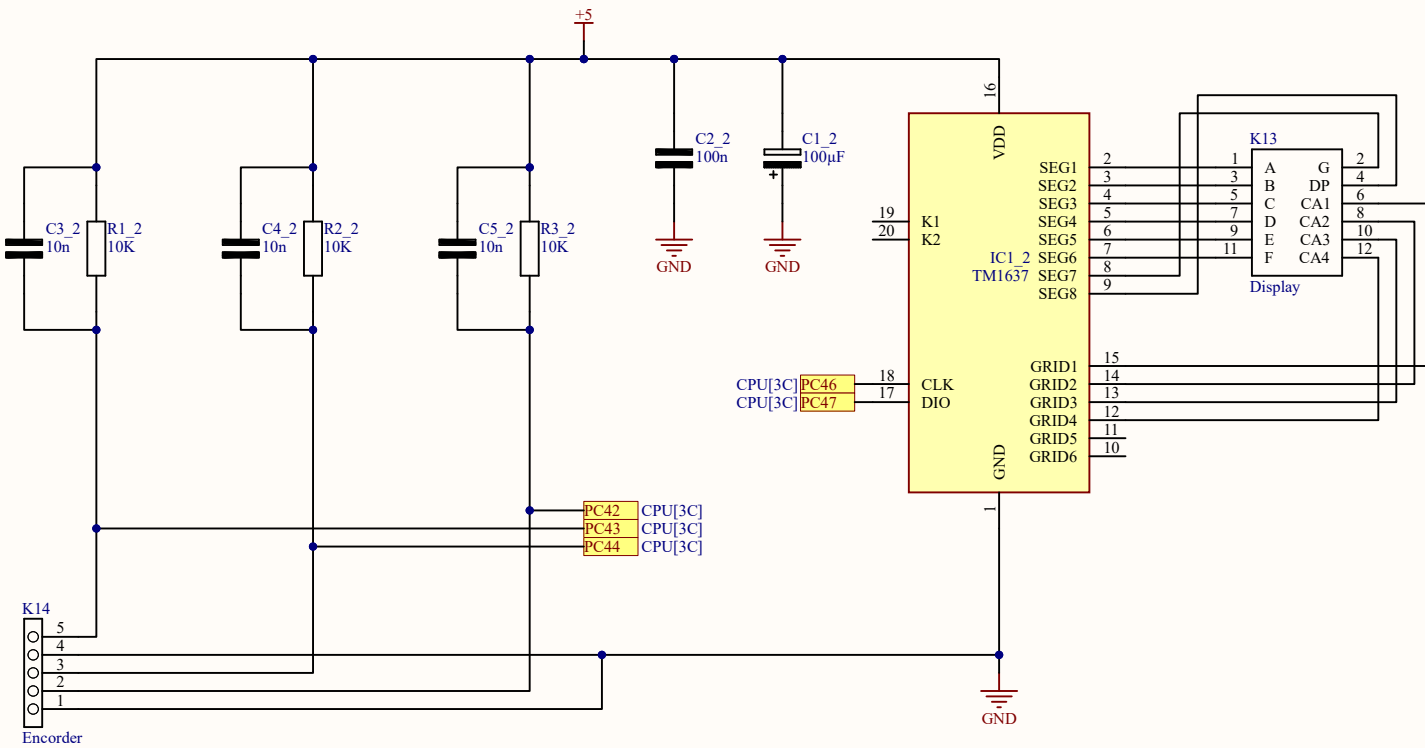 +5
16
C2_2
100n
C1_2
100µF
VDD
K13
SEG1 2 1 A G 2
SEG2 3 3 B DP 4
SEG3 4 5 C CA1 6
19 K1 SEG4 5 7 D CA2 8
20 K2 SEG5 6 9 E CA3 10
IC1_2 SEG6 7 11 F CA4 12
TM1637 SEG7 8
SEG8 9
Display
C3_2
10n
R1_2
10K
C4_2
10n
R2_2
10K
C5_2
10n
R3_2
10K
GND
GND
GRID1 15
CPU[3C] PC46 18 CLK GRID2 14
CPU[3C] PC47 17 DIO GRID3 13
GRID4 12
GRID5 11
GRID6 10
GND
1
PC42 CPU[3C]
PC43 CPU[3C]
PC44 CPU[3C]
K14
5
4
3
2
1
Encorder
GND